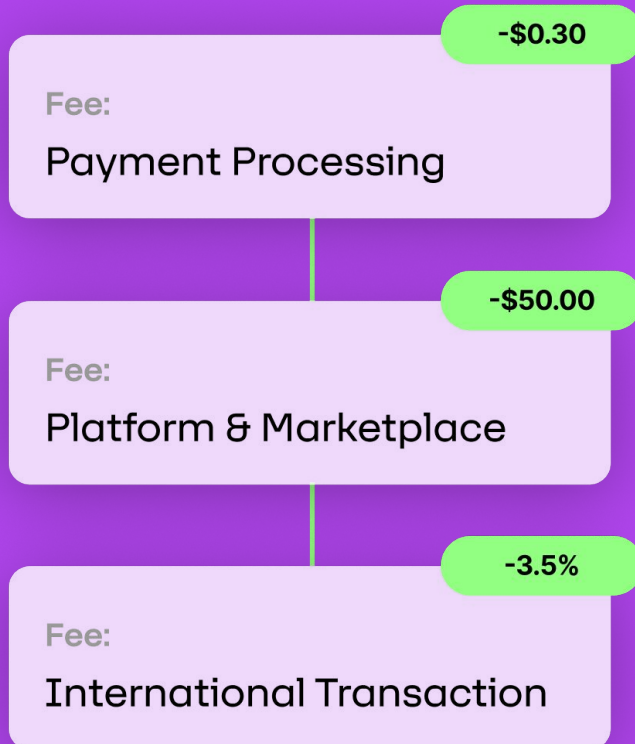 -$0.30
Fee:
Payment Processing
-$50.00
Fee:
Platform & Marketplace
-3.5%
Fee:
International Transaction